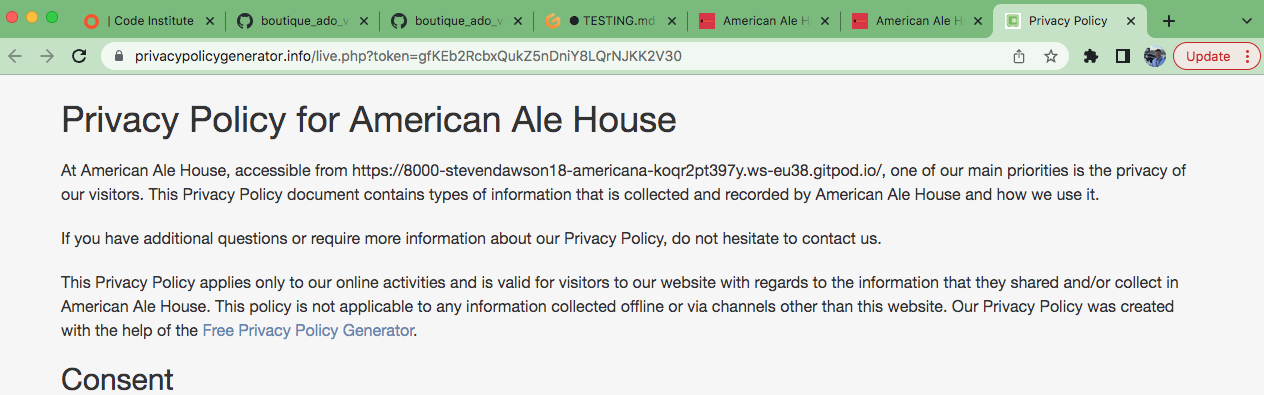 | Code Institute
boutique_ado_v
boutique_ado_v
● TESTING.md
American Ale H
American Ale H
Privacy Policy
privacypolicygenerator.info/live.php?token=gfKEb2RcbxQukZ5nDniY8LQrNJKK2V30
Update
Privacy Policy for American Ale House
At American Ale House, accessible from https://8000-stevendawson18-americana-koqr2pt397y.ws-eu38.gitpod.io/, one of our main priorities is the privacy of
our visitors. This Privacy Policy document contains types of information that is collected and recorded by American Ale House and how we use it.
If you have additional questions or require more information about our Privacy Policy, do not hesitate to contact us.
This Privacy Policy applies only to our online activities and is valid for visitors to our website with regards to the information that they shared and/or collect in
American Ale House. This policy is not applicable to any information collected offline or via channels other than this website. Our Privacy Policy was created
with the help of the Free Privacy Policy Generator.
Consent